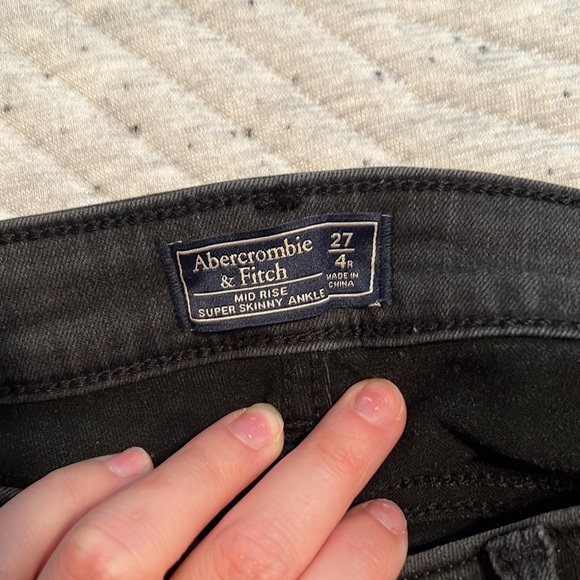 Abercrombie
& Fitch
MID RISE
SUPER SKINNY ANKLE
27
4R
MADE IN
CHINA